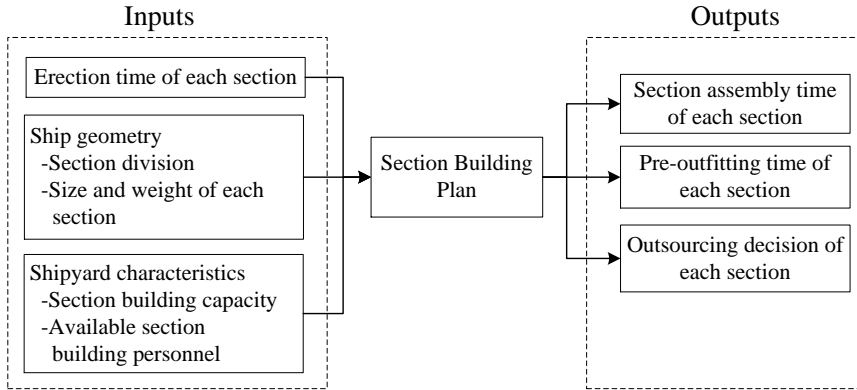 Inputs
Erection time of each section
Ship geometry
-Section division
-Size and weight of each
section
Shipyard characteristics
-Section building capacity
-Available section
building personnel
Section Building
Plan
Outputs
Section assembly time
of each section
Pre-outfitting time of
each section
Outsourcing decision of
each section